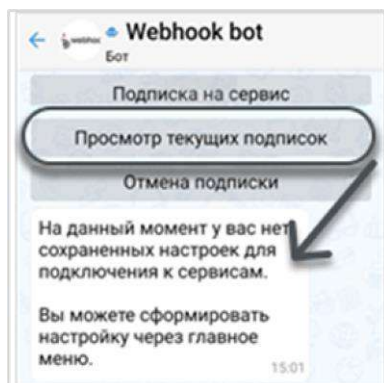 Webhook bot
Бот
Подписка на сервис
Просмотр текущих подписок
Отмена подписки
На данный момент у вас нет
сохраненных настроек для
подключения к сервисам.
Вы можете сформировать
настройку через главное
меню.
15:01